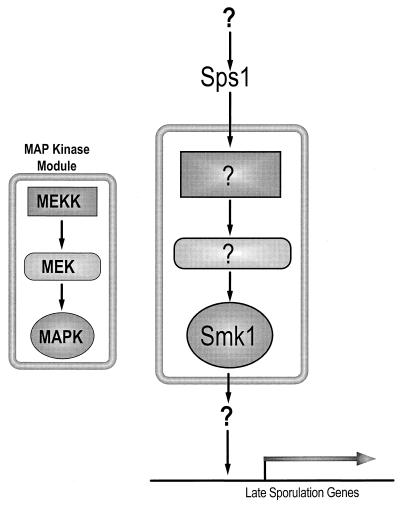 ?
Sps1
MAP Kinase
Module
MEKK
MEK
MAPK
?
?
Smk1
?
Late Sporulation Genes